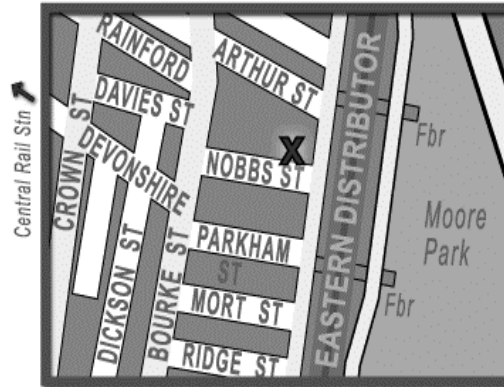 RAINFORD
ARTHUR ST
DAVIES ST
DEVONSHIRE
CROWN ST
Central Rail Stn
X
NOBBS ST
EASTERN DISTRIBUTOR
Fbr
Moore
Park
PARKHAM
ST
DICKSON ST
BOURKE ST
MORT ST
Fbr
RIDGE ST